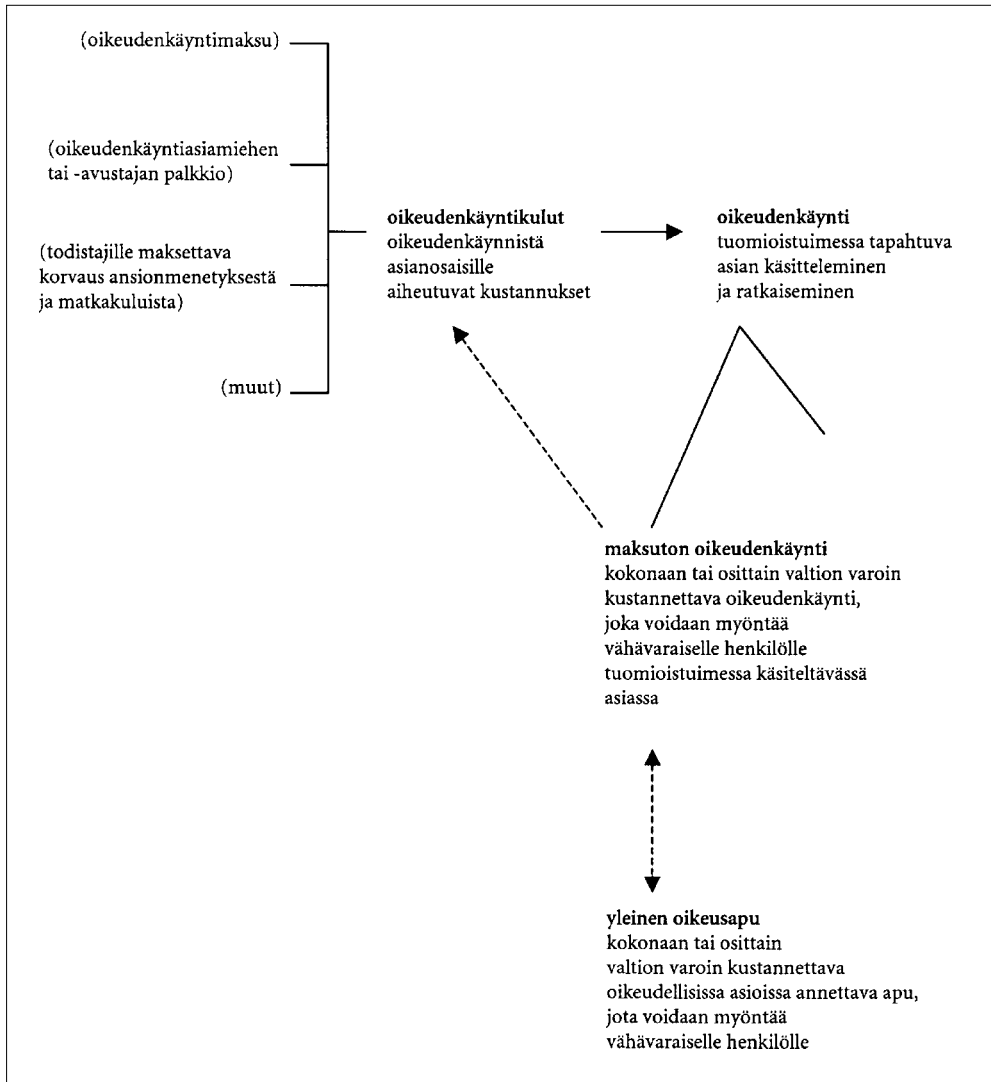 (oikeudenkäyntimaksu)
(oikeudenkäyntiasiamiehen
tai -avustajan palkkio)
(todistajille maksettava
korvaus ansionmenetyksestä
ja matkakuluista)
(muut)
oikeudenkäyntikulut
oikeudenkäynnistä
asianosaisille
aiheutuvat kustannukset
oikeudenkäynti
tuomioistuimessa tapahtuva
asian käsitteleminen
ja ratkaiseminen
maksuton oikeudenkäynti
kokonaan tai osittain valtion varoin
kustannettava oikeudenkäynti,
joka voidaan myöntää
vähävaraiselle henkilölle
tuomioistuimessa käsiteltävässä
asiassa
yleinen oikeusapu
kokonaan tai osittain
valtion varoin kustannettava
oikeudellisissa asioissa annettava apu,
jota voidaan myöntää
vähävaraiselle henkilölle